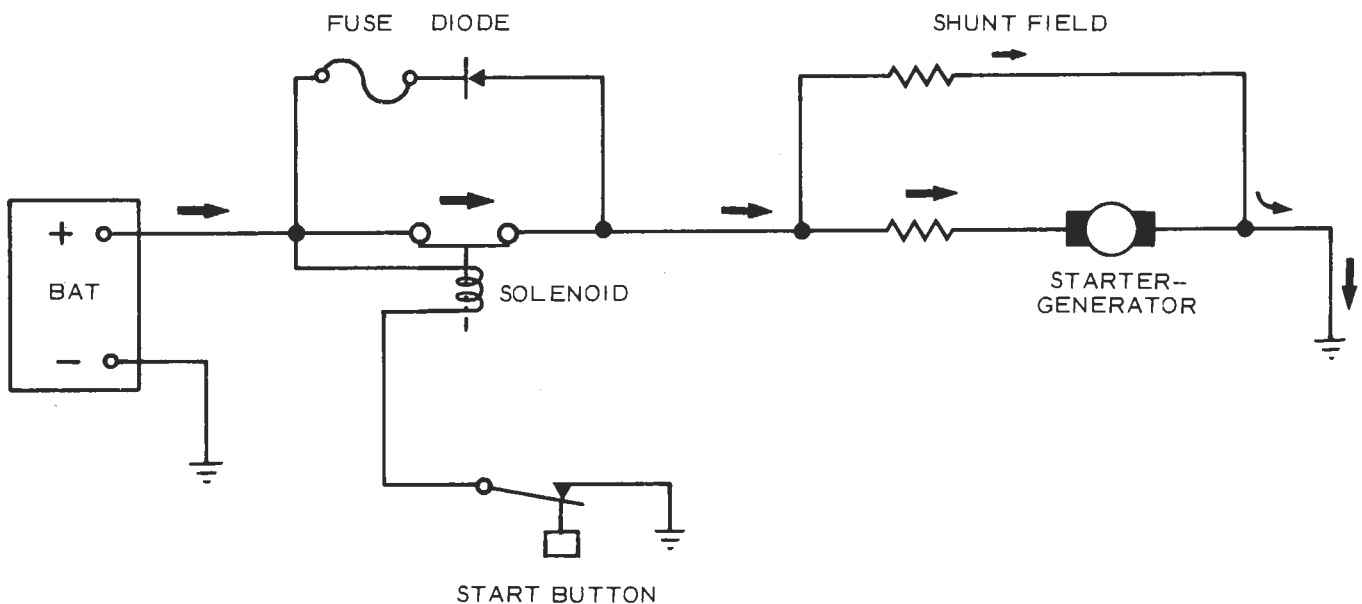 FUSE DIODE
SHUNT FIELD
+
BAT
-
SOLENOID
STARTER-
GENERATOR
START BUTTON